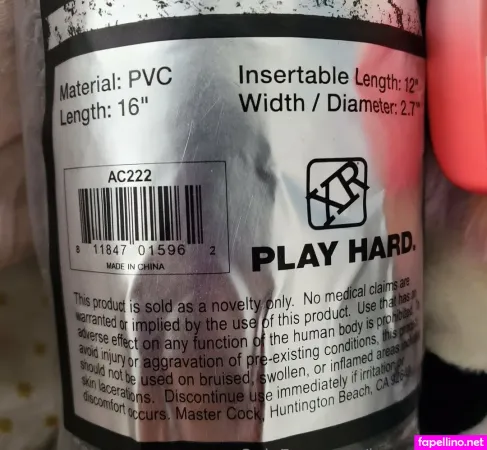 Material: PVC
Length: 16"
Insertable Length: 12"
Width / Diameter: 2.7"
AC222
8 11847 01596 2
MADE IN CHINA
XR
PLAY HARD.
This product is sold as a novelty only. No medical claims are
warranted or implied by the use of this product. Use that has an
adverse effect on any function of the human body is prohibited.
avoid injury or aggravation of pre-existing conditions, this product
should not be used on bruised, swollen, or inflamed areas
skin lacerations. Discontinue use immediately if irritation
discomfort occurs. Master Cock, Huntington Beach, CA
fapellino.net